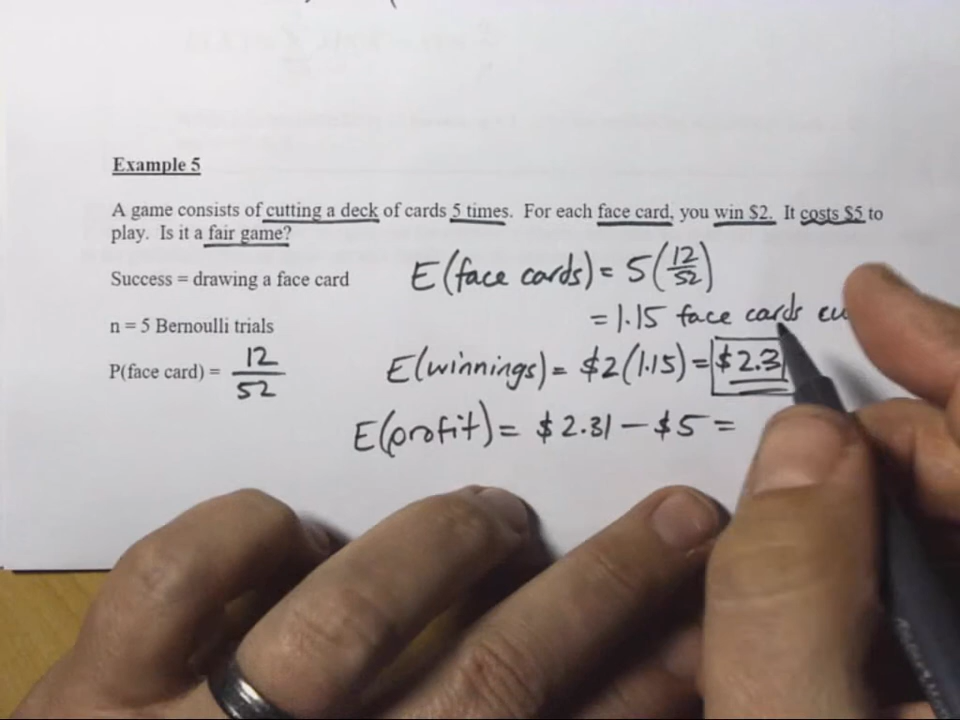 Example 5
A game consists of cutting a deck of cards 5 times. For each face card, you win $2. It costs $5 to
play. Is it a fair game?
Success = drawing a face card
n = 5 Bernoulli trials
P(face card) = 12/52
E(face cards) = 5(12/52)
= 1.15 face cards
E(winnings) = $2(1.15) = $2.3
E(profit) = $2.31 - $5 =